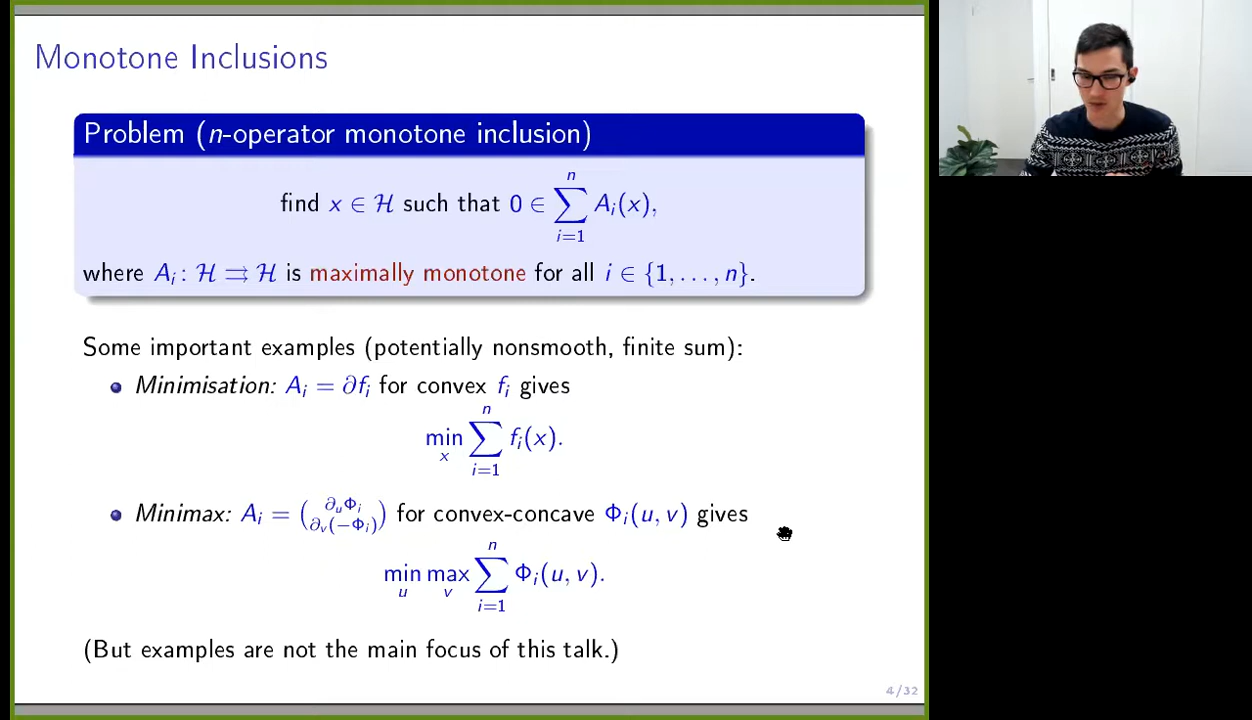 Monotone Inclusions
Problem (n-operator monotone inclusion)
find x ∈ ℋ such that 0 ∈ ∑_{i=1}^{n} A_i(x),
where A_i : ℋ ⇉ ℋ is maximally monotone for all i ∈ {1, . . . , n}.
Some important examples (potentially nonsmooth, finite sum):
Minimisation: A_i = ∂f_i for convex f_i gives
min_x ∑_{i=1}^{n} f_i(x).
Minimax: A_i = (∂_uΦ_i ∂_v(−Φ_i)) for convex-concave Φ_i(u, v) gives
min_u max_v ∑_{i=1}^{n} Φ_i(u, v).
(But examples are not the main focus of this talk.)
4/32